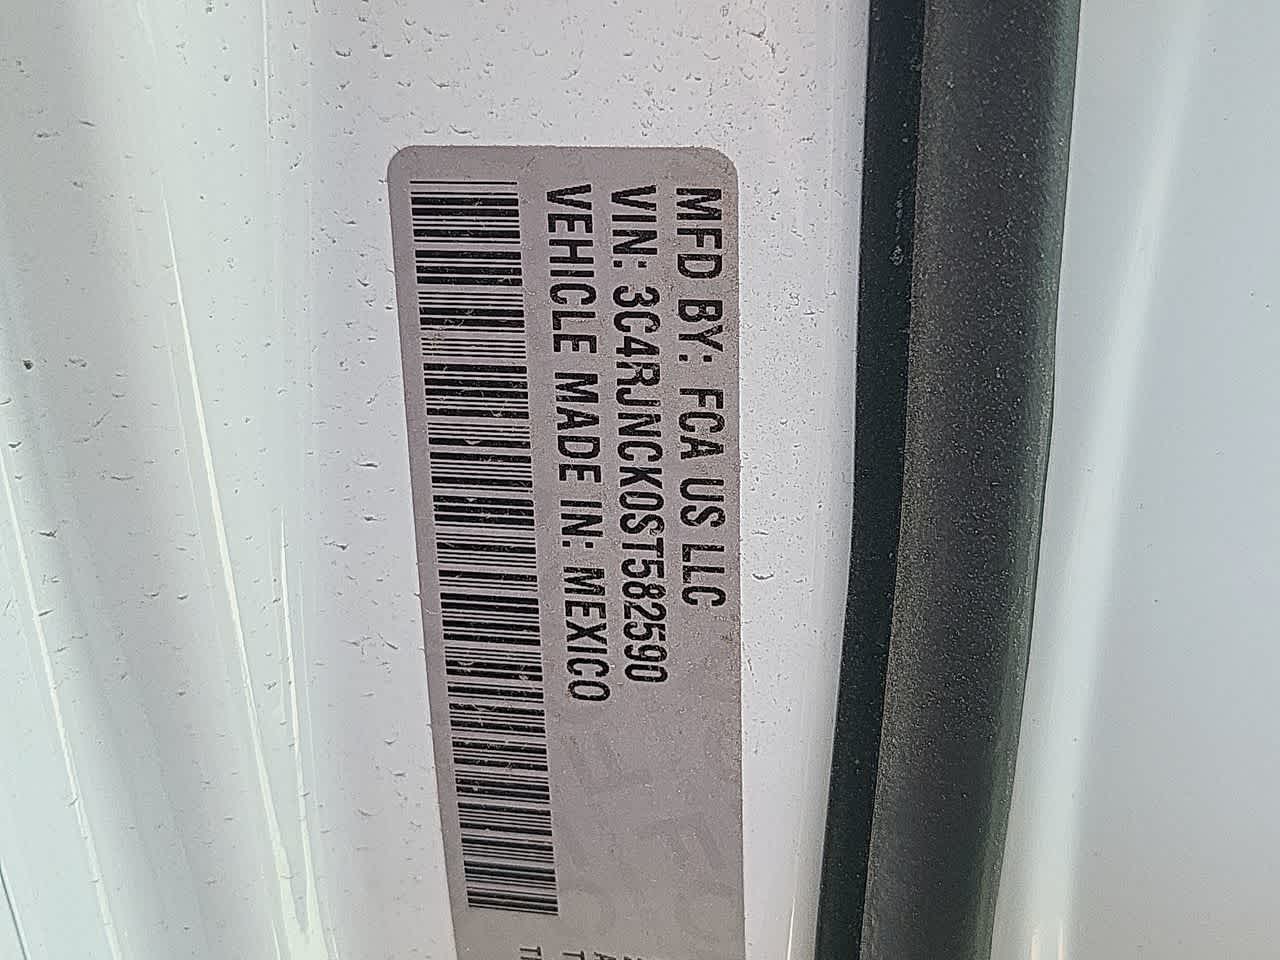 MFD BY: FCA US LLC
VIN: 3C4RJNCK0ST582590
VEHICLE MADE IN: MEXICO